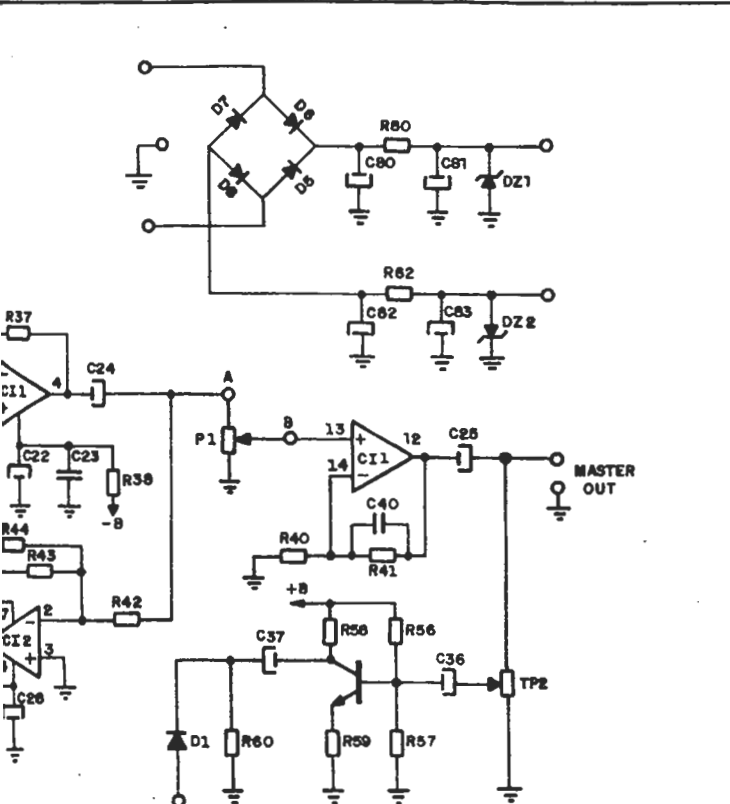 D7
D6
D8
D5
R80
C80
C81
DZ1
R82
C82
C83
DZ2
R37
4
C24
A
CI1
P1
B
13
12
C25
14
CI1
MASTER
OUT
C22
C23
R38
-B
C40
R44
R43
R40
R41
+B
7
2
R42
CI2
3
R58
R56
C37
C36
TP2
C26
D1
R60
R59
R57